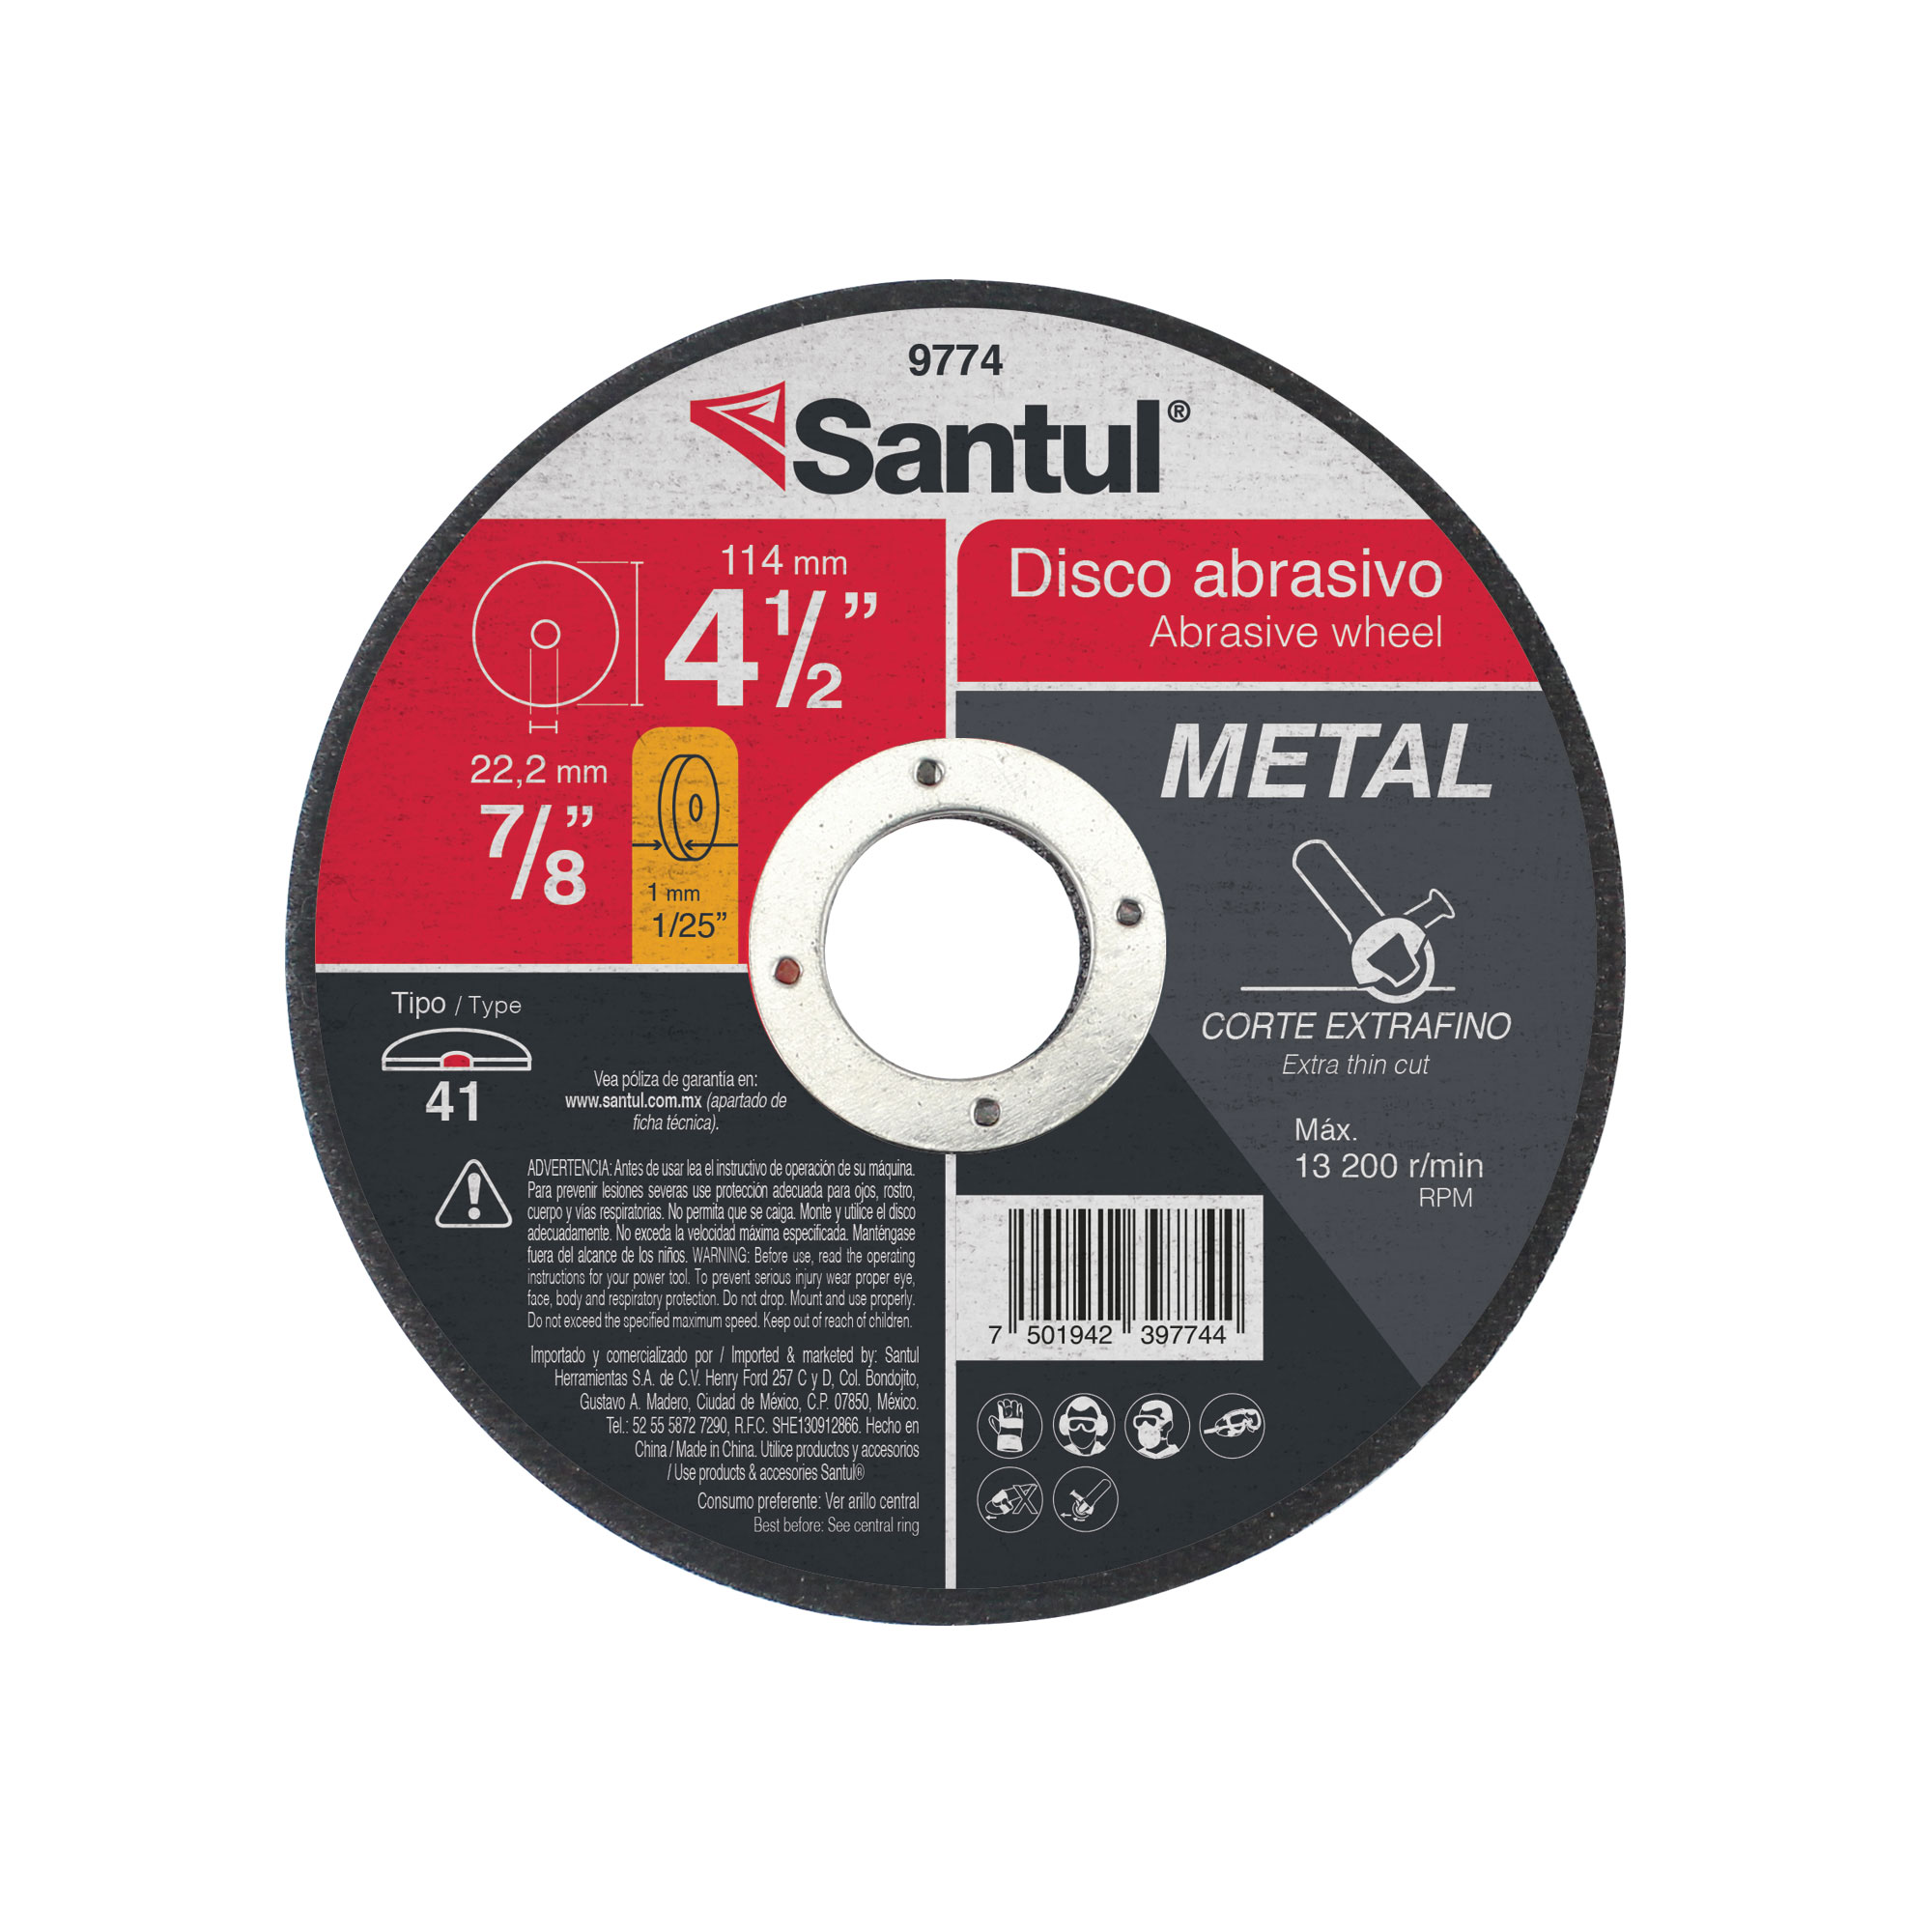 9774
Santul®
114 mm
4 1/2”
22,2 mm
7/8”
1 mm
1/25”
Disco abrasivo
Abrasive wheel
METAL
CORTE EXTRAFINO
Extra thin cut
Máx.
13 200 r/min
RPM
Tipo / Type
41
Vea póliza de garantía en:
www.santul.com.mx (apartado de
ficha técnica).
ADVERTENCIA: Antes de usar lea el instructivo de operación de su máquina.
Para prevenir lesiones severas use protección adecuada para ojos, rostro,
cuerpo y vías respiratorias. No permita que se caiga. Monte y utilice el disco
adecuadamente. No exceda la velocidad máxima especificada. Manténgase
fuera del alcance de los niños. WARNING: Before use, read the operating
instructions for your power tool. To prevent serious injury wear proper eye,
face, body and respiratory protection. Do not drop. Mount and use properly.
Do not exceed the specified maximum speed. Keep out of reach of children.
Importado y comercializado por / Imported & marketed by: Santul
Herramientas S.A. de C.V. Henry Ford 257 C y D, Col. Bondojito,
Gustavo A. Madero, Ciudad de México, C.P. 07850, México.
Tel.: 52 55 5872 7290, R.F.C. SHE130912866. Hecho en
China / Made in China. Utilice productos y accesorios
/ Use products & accesories Santul®
Consumo preferente: Ver arillo central
Best before: See central ring
7 501942 397744